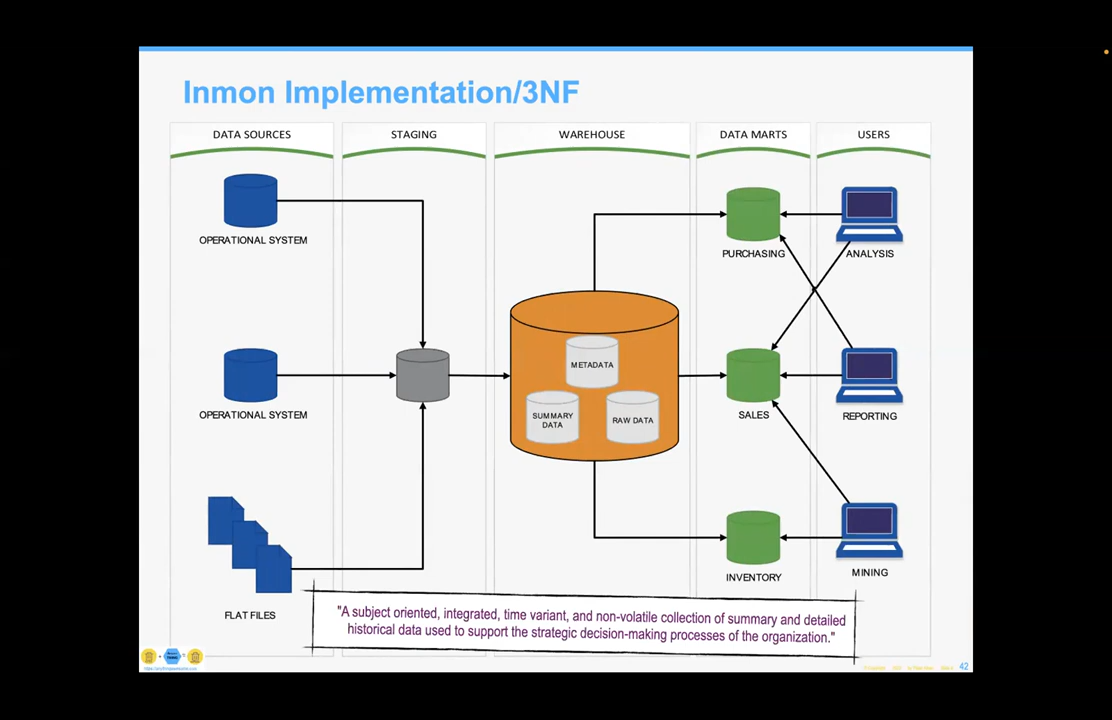 Inmon Implementation/3NF
DATA SOURCES
STAGING
WAREHOUSE
DATA MARTS
USERS
OPERATIONAL SYSTEM
PURCHASING
ANALYSIS
METADATA
OPERATIONAL SYSTEM
SUMMARY
DATA
RAW DATA
SALES
REPORTING
INVENTORY
MINING
FLAT FILES
"A subject oriented, integrated, time variant, and non-volatile collection of summary and detailed
historical data used to support the strategic decision-making processes of the organization."
42